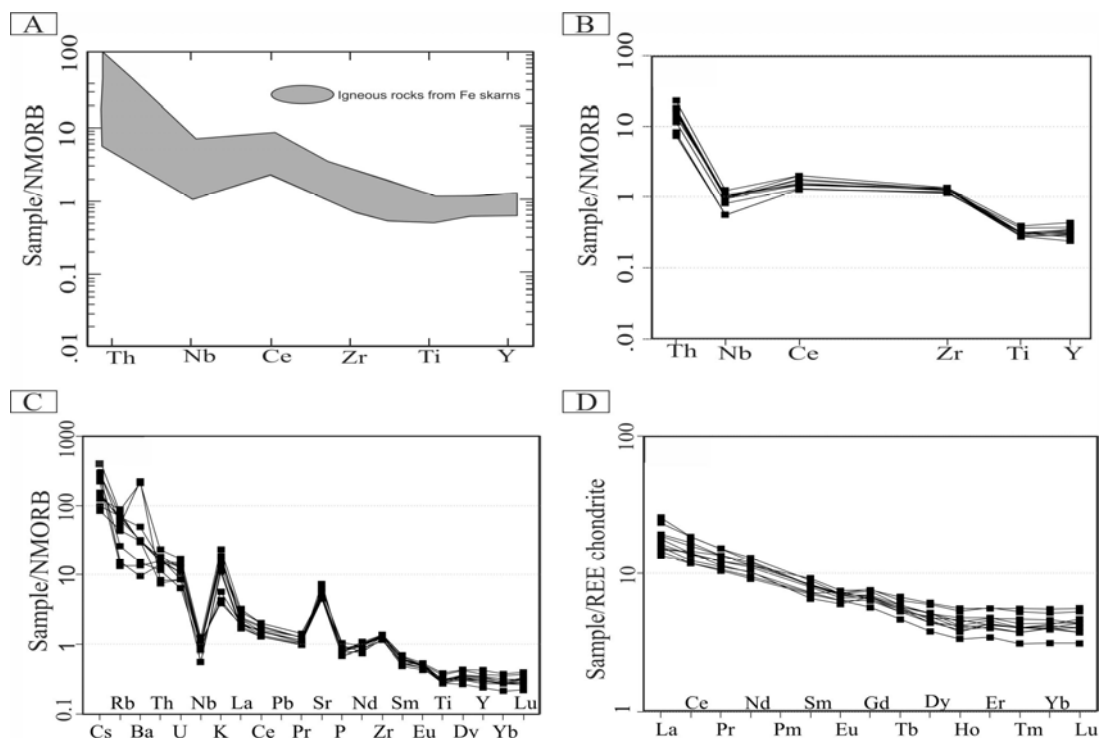 A
Sample/NMORB
100
10
1
0.1
.01
Igneous rocks from Fe skarns
Th Nb Ce Zr Ti Y
B
Sample/NMORB
100
10
1
0.1
.01
Th Nb Ce Zr Ti Y
C
Sample/NMORB
1000
100
10
1
0.1
Rb Th Nb La Pb Sr Nd Sm Ti Y Lu
Cs Ba U K Ce Pr P Zr Eu Dy Yb
D
Sample/REE chondrite
100
10
1
Ce Nd Sm Gd Dy Er Yb
La Pr Pm Eu Tb Ho Tm Lu